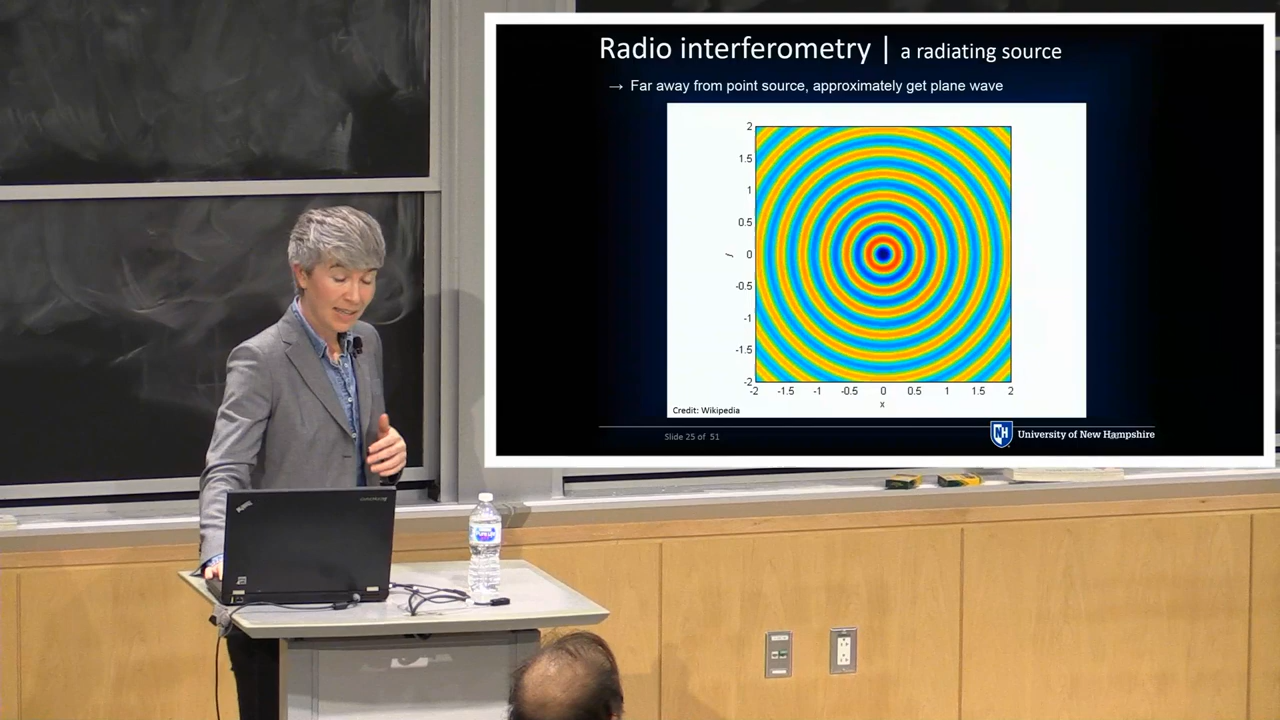 Radio interferometry | a radiating source
→ Far away from point source, approximately get plane wave
2
1.5
1
0.5
0
-0.5
-1
-1.5
-2
-2 -1.5 -1 -0.5 0 0.5 1 1.5 2
x
Credit: Wikipedia
Slide 25 of 51
NH University of New Hampshire